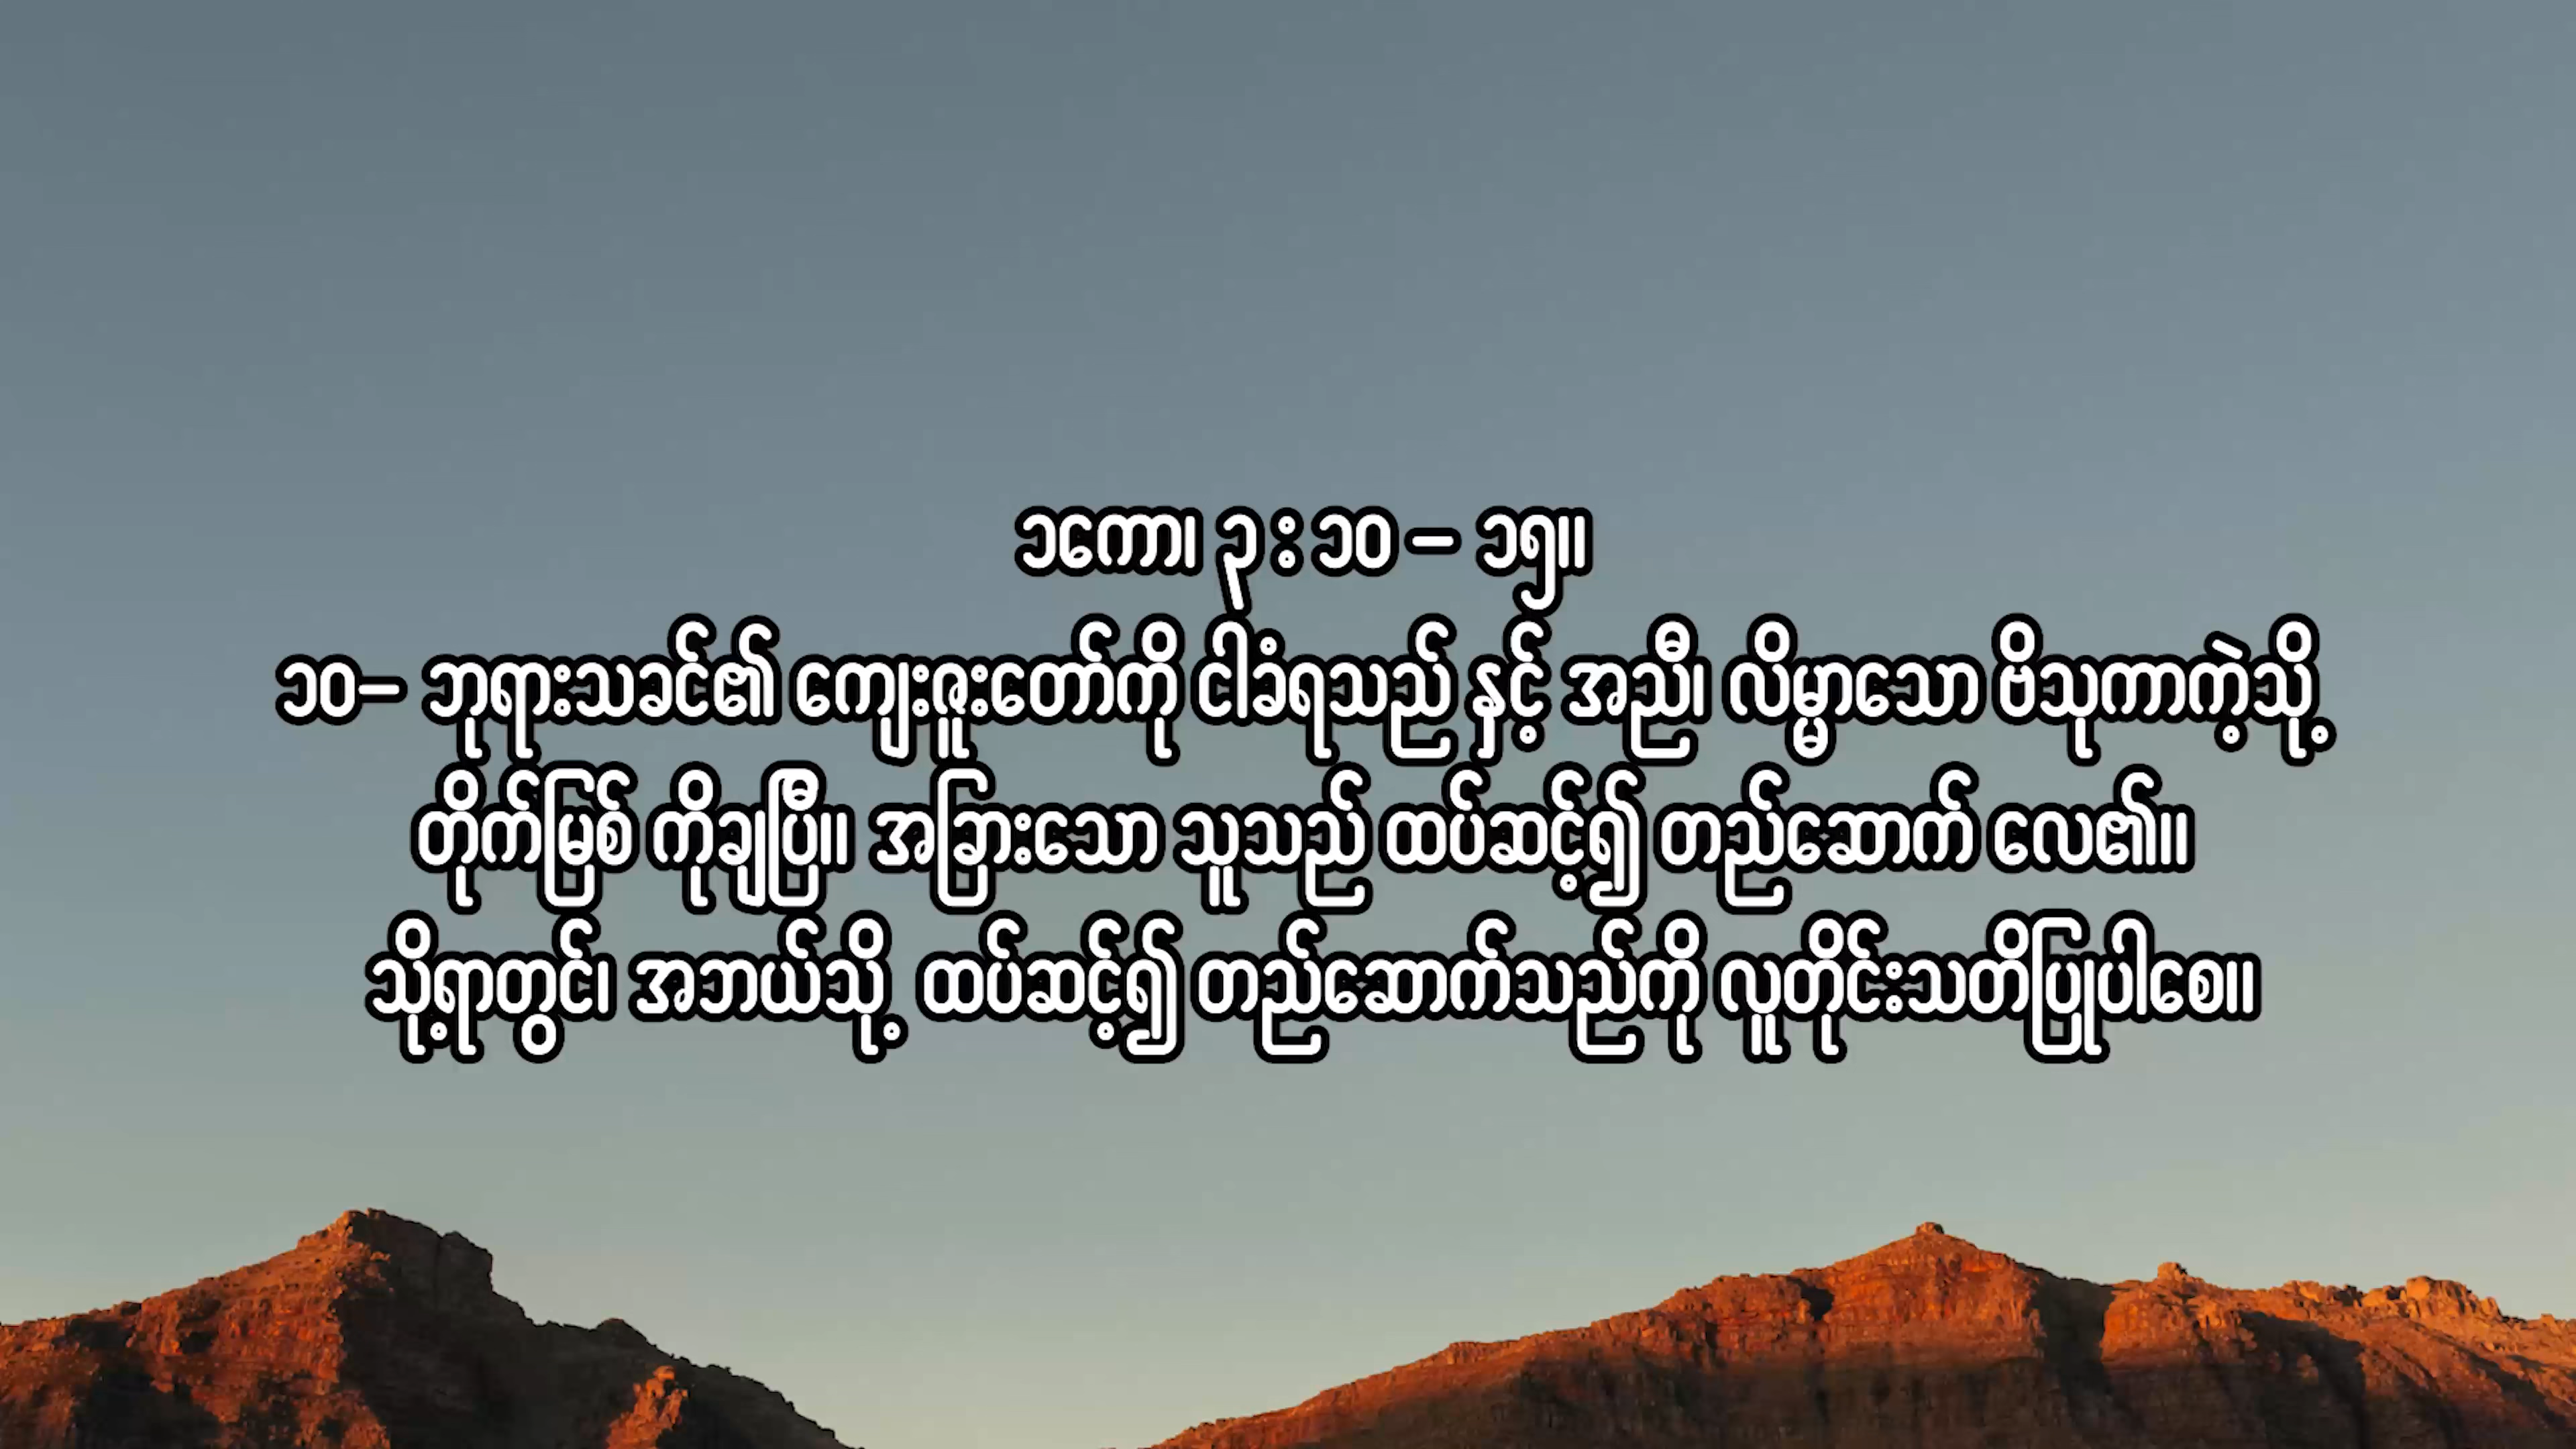 ၁ကော၊ ၃ : ၁၀ – ၁၅။
၁၀– ဘုရားသခင်၏ ကျေးဇူးတော်ကို ငါခံရသည် နှင့် အညီ၊ လိမ္မာသော ဗိသုကာကဲ့သို့
တိုက်မြစ် ကိုချပြီ။ အခြားသော သူသည် ထပ်ဆင့်၍ တည်ဆောက် လေ၏။
သို့ရာတွင်၊ အဘယ်သို့ ထပ်ဆင့်၍ တည်ဆောက်သည်ကို လူတိုင်းသတိပြုပါစေ။